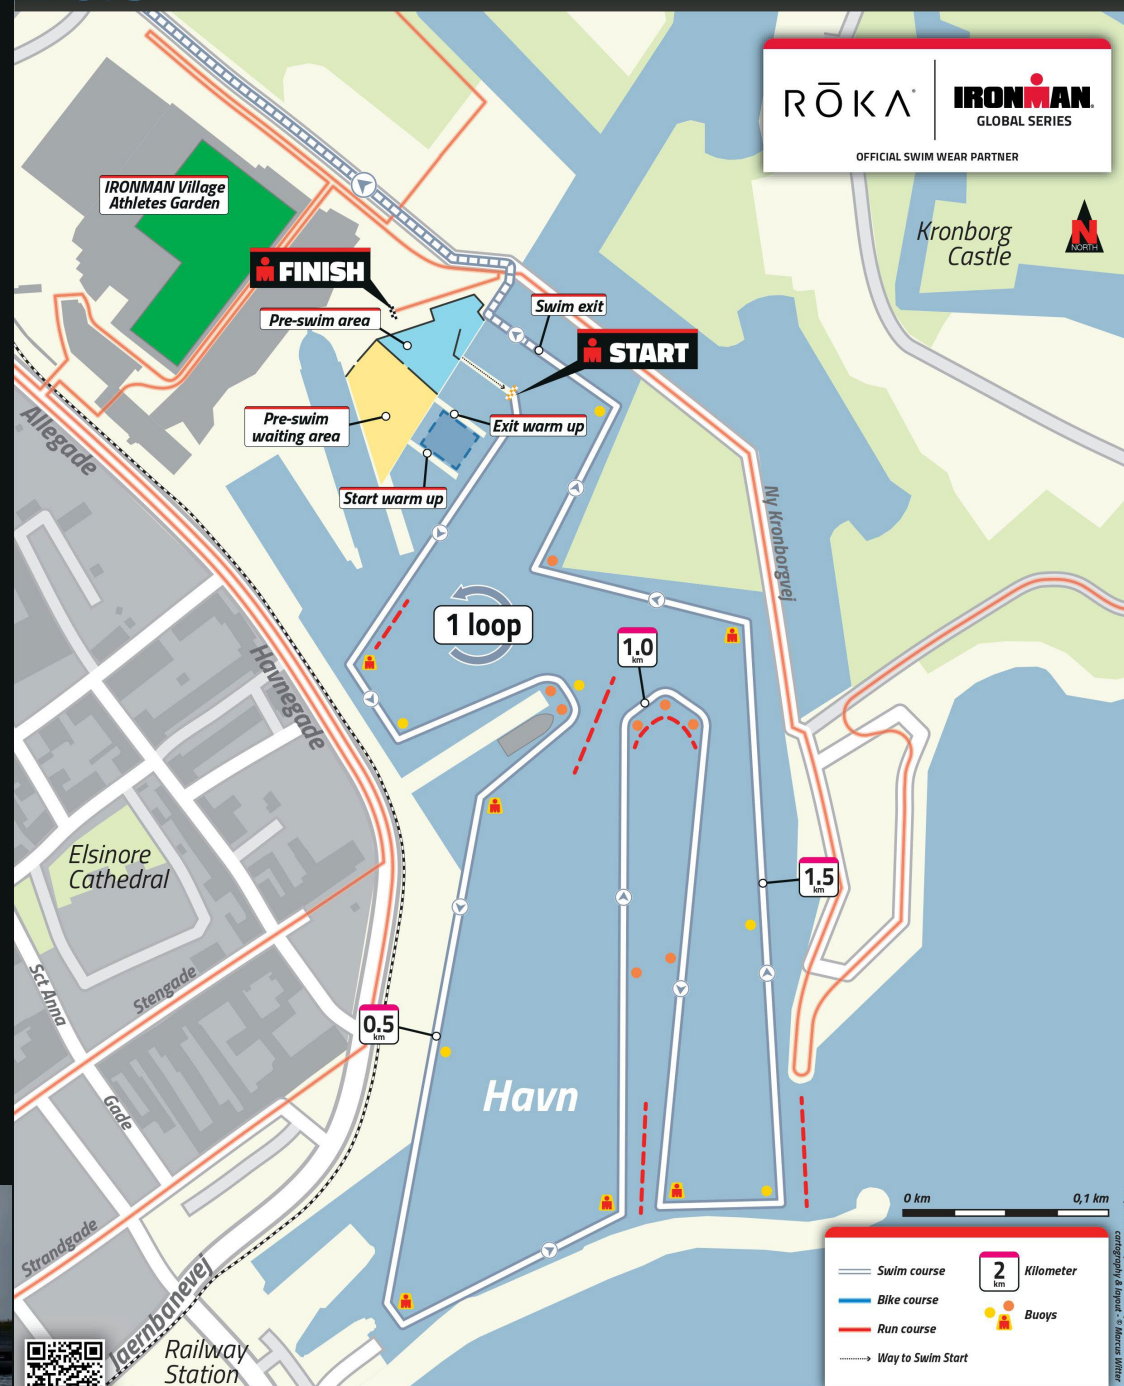 RŌKA
IRONMAN
GLOBAL SERIES
OFFICIAL SWIM WEAR PARTNER
IRONMAN Village
Athletes Garden
Kronborg
Castle
N
NORTH
FINISH
Swim exit
Pre-swim area
START
Pre-swim
waiting area
Exit warm up
Allegade
Start warm up
Ny Kronborgvej
1 loop
1.0
km
Havnegade
Elsinore
Cathedral
1.5
km
Sct Anna
Gade
Stengade
0.5
km
Havn
Strandgade
Jaernbanevej
Railway
Station
0 km
0,1 km
Swim course
Bike course
Run course
Way to Swim Start
2
km
Kilometer
Buoys
cartography & layout - © Marcus Witter